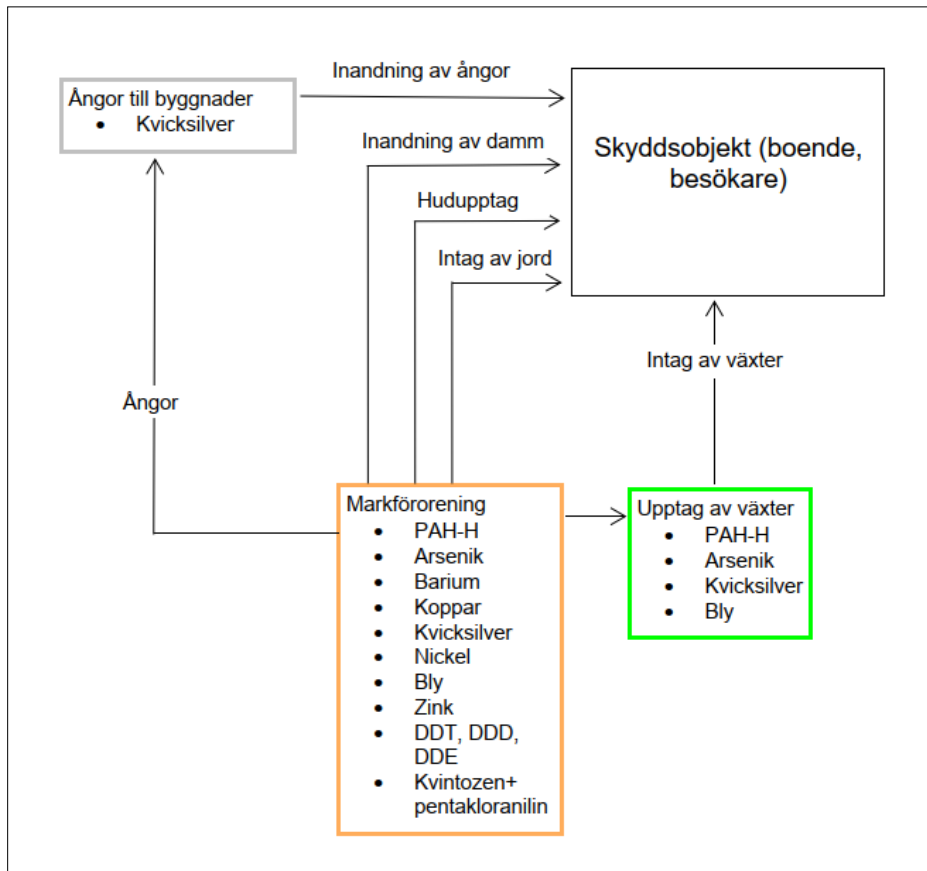 Inandning av ångor
Ångor till byggnader
• Kvicksilver
Inandning av damm
Skyddsobjekt (boende,
besökare)
Hudupptag
Intag av jord
Intag av växter
Ångor
Markförorening
• PAH-H
• Arsenik
• Barium
• Koppar
• Kvicksilver
• Nickel
• Bly
• Zink
• DDT, DDD,
DDE
• Kvintozen+
pentakloranilin
Upptag av växter
• PAH-H
• Arsenik
• Kvicksilver
• Bly